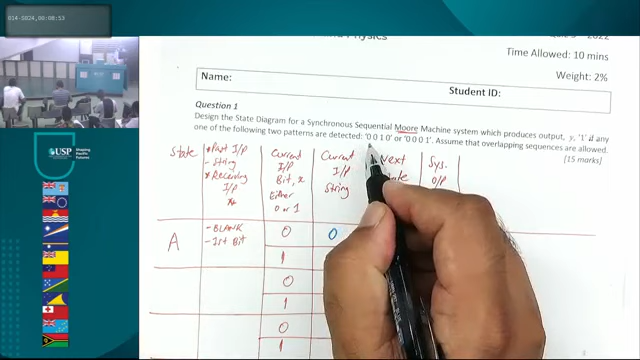 014-S024,08:08:53
Time Allowed: 10 mins
Weight: 2%
Name:
Student ID:
Question 1
Design the State Diagram for a Synchronous Sequential Moore Machine system which produces output, y, '1' if any
one of the following two patterns are detected: '0 0 1 0' or '0 0 0 1'. Assume that overlapping sequences are allowed.
[15 marks]
State
* Past I/P
- String
* Receiving
I/P
Current
I/P
Bit, x
Either
0 or 1
Current
I/P
String
Next
Sys.
O/P
A
- BLANK
- 1st Bit
0
0
1
0
1
0
1